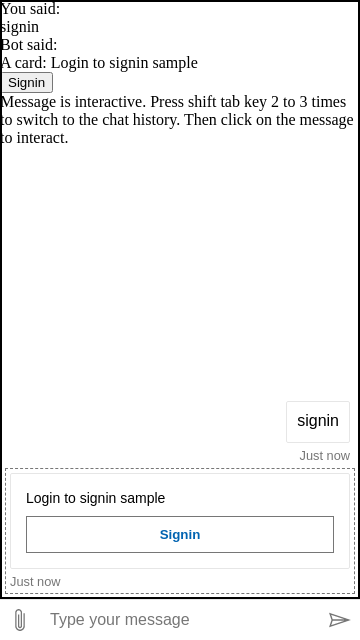 You said:
signin
Bot said:
A card: Login to signin sample
Signin
Message is interactive. Press shift tab key 2 to 3 times
to switch to the chat history. Then click on the message
to interact.
signin
Just now
Login to signin sample
Signin
Just now
Type your message